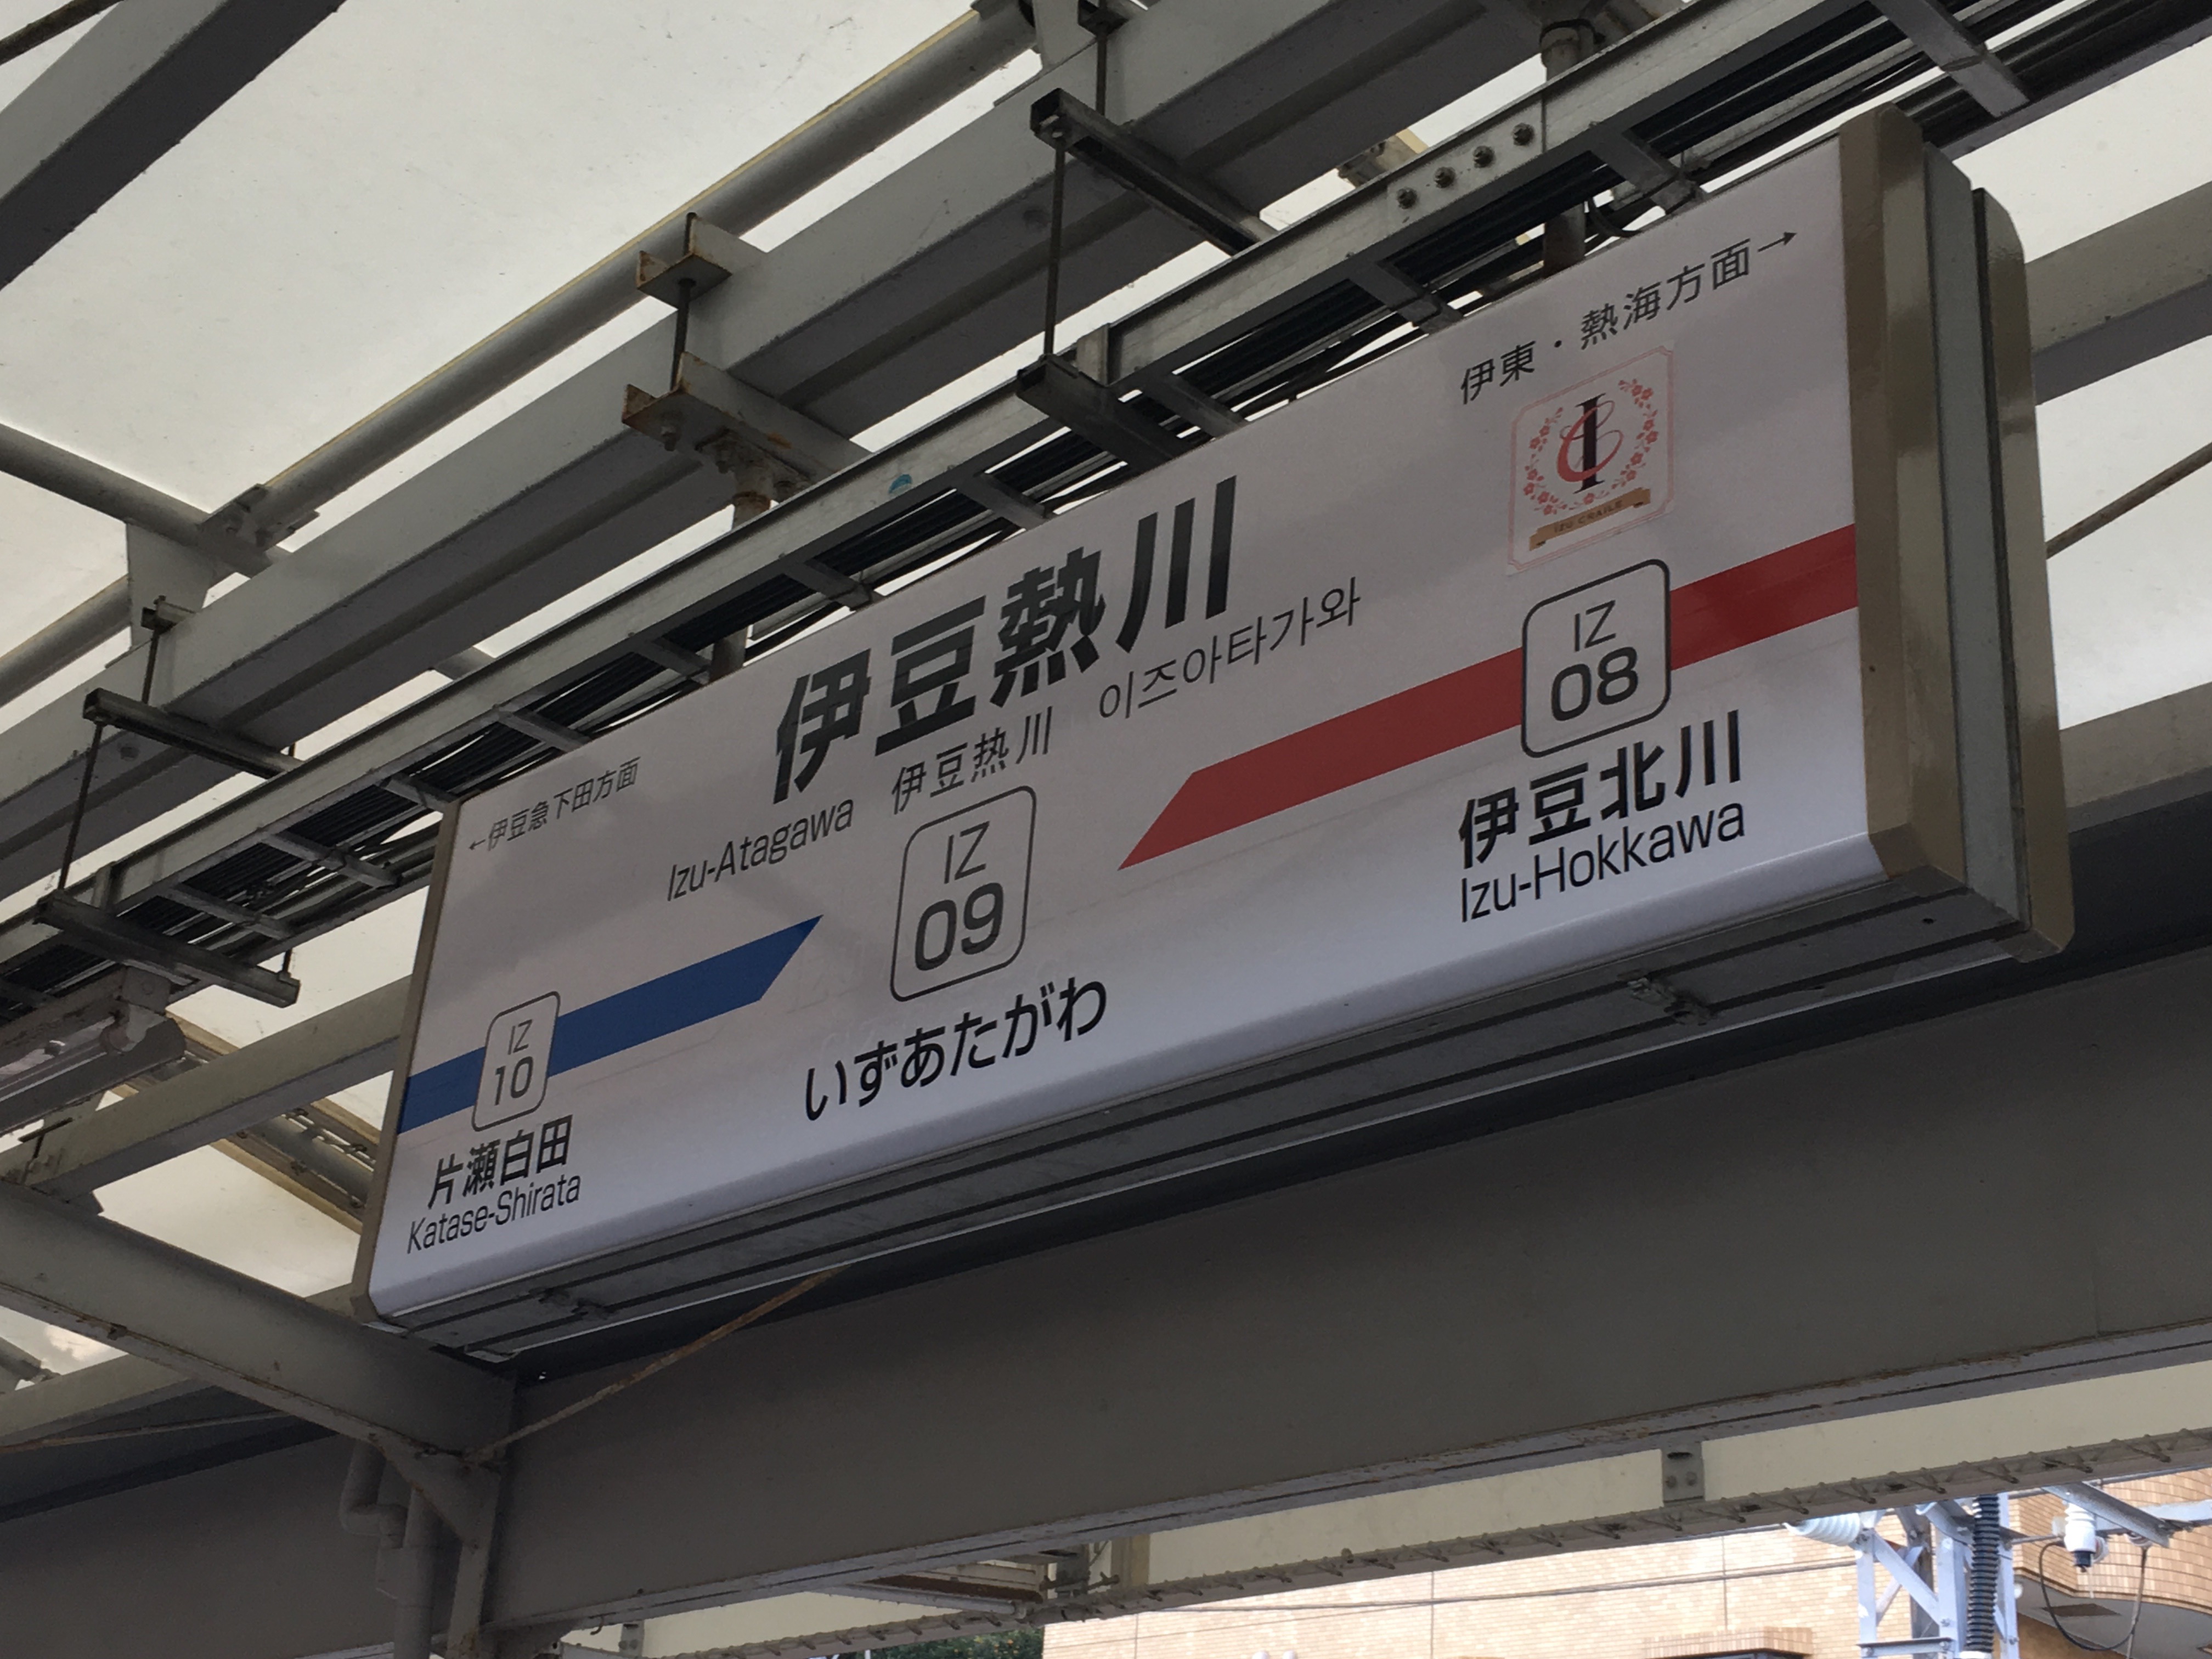 ←伊豆急下田方面
伊東・熱海方面→
IZU CRAILE
伊豆熱川
Izu-Atagawa 伊豆热川 이즈아타가와
IZ
09
いずあたがわ
IZ
10
片瀬白田
Katase-Shirata
IZ
08
伊豆北川
Izu-Hokkawa